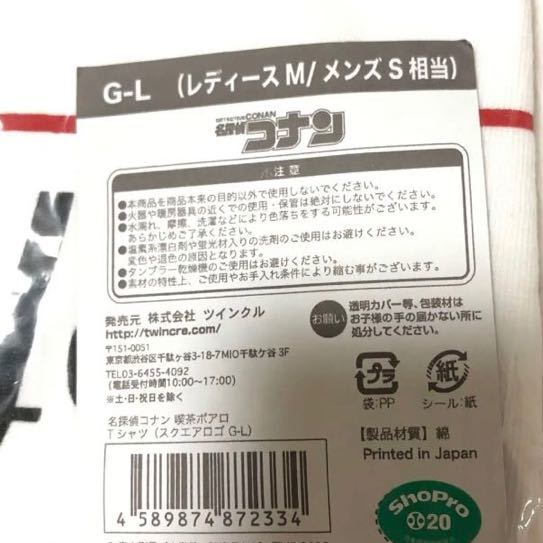 G-L (レディースM/メンズS相当)
DETECTIVE CONAN
名探偵コナン
注意
●本商品を商品本来の目的以外で使用しないでください。
●火器や暖房器具の近くでの使用・保管は絶対にしないでください。
●水濡れ、摩擦、洗濯などにより色落ちをする可能性がございます。
あらかじめご了承ください。
●塩素系漂白剤や蛍光材入りの洗剤のご使用はお避けください。
変色や退色の原因となります。
●タンブラー乾燥機のご使用はお避けください。
●素材の特性上、ご使用やお手入れ条件により縮む事がございます。
発売元 株式会社 ツインクル
http://twincre.com/
〒151-0051
東京都渋谷区千駄ヶ谷3-18-7MIO千駄ケ谷 3F
TEL03-6455-4092
(電話受付時間10:00~17:00)
※土・日・祝日を除く
お願い
透明カバー等、包装材は
お子様の手の届かない所に
処分してください。
プラ
袋:PP
紙
シール:紙
名探偵コナン 喫茶ポアロ
Tシャツ(スクエアロゴ G-L)
【製品材質】綿
Printed in Japan
4 589874 872334
ShoPro
20